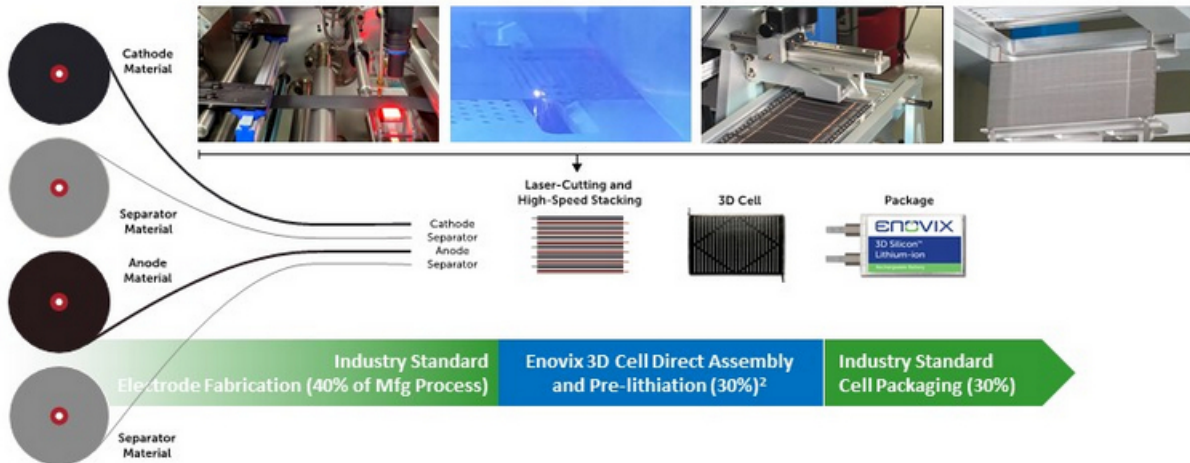 Cathode
Material
Separator
Material
Anode
Material
Separator
Material
Cathode
Separator
Anode
Separator
Laser-Cutting and
High-Speed Stacking
3D Cell
Package
ENOVIX
3D Silicon™
Lithium-ion
Rechargeable Battery
Industry Standard
Electrode Fabrication (40% of Mfg Process)
Enovix 3D Cell Direct Assembly
and Pre-lithiation (30%)²
Industry Standard
Cell Packaging (30%)